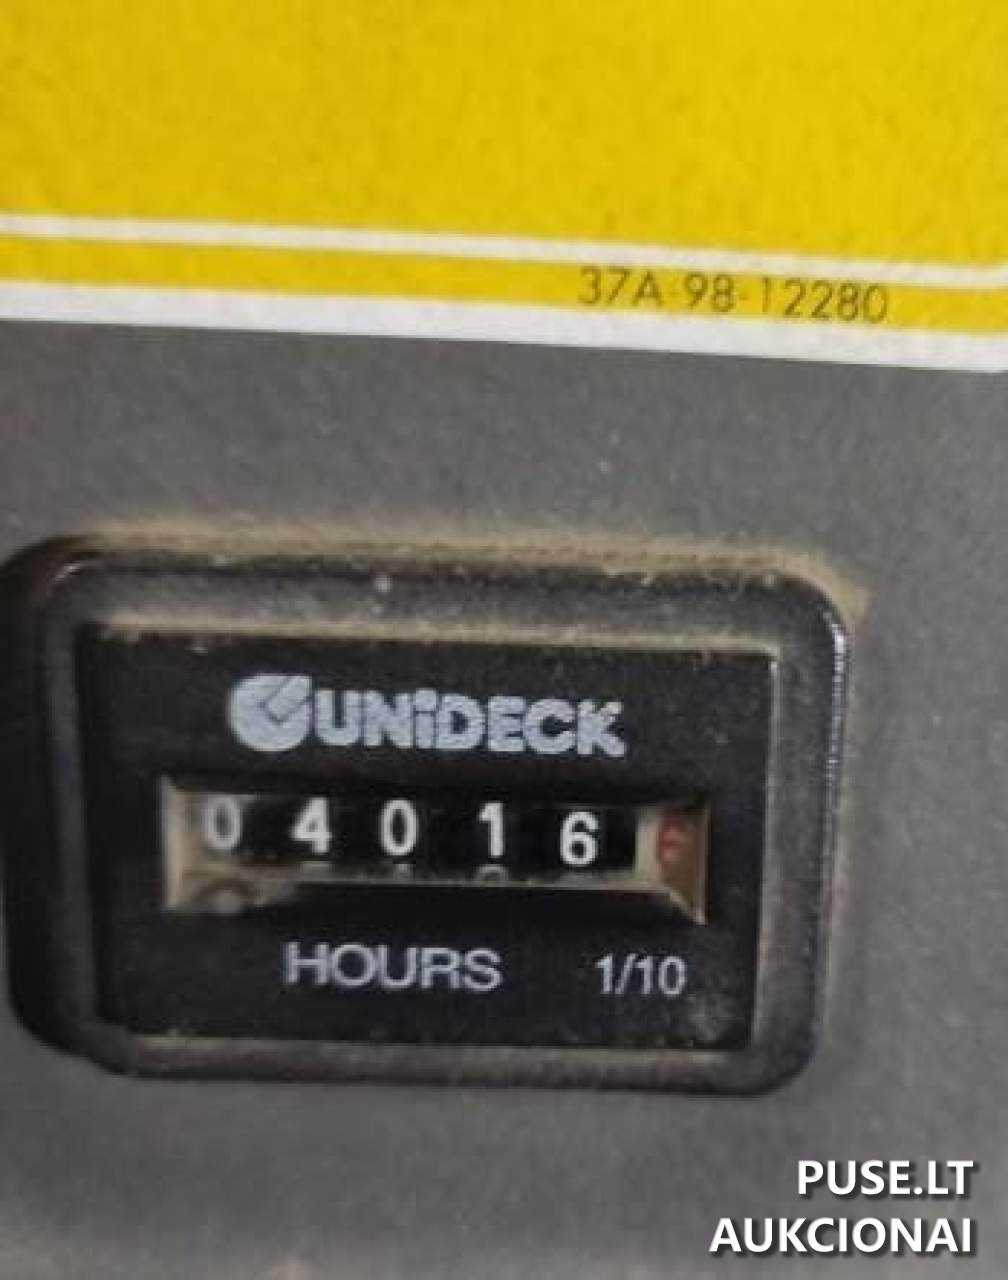 37A-98-12280
UNiDECK
04016
HOURS 1/10
PUSE.LT
AUKCIONAI